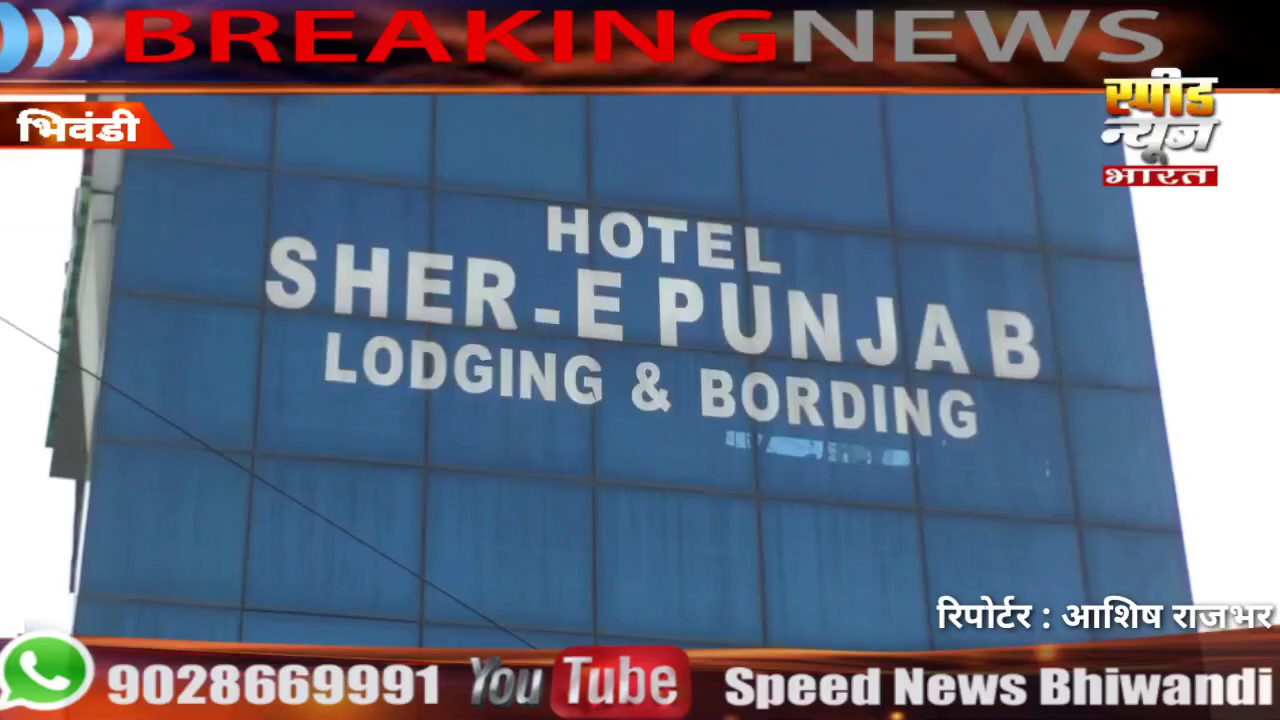 BREAKINGNEWS
भिवंडी
स्पीड
न्यूज
भारत
HOTEL
SHER-E PUNJAB
LODGING & BORDING
रिपोर्टर : आशिष राजभर
9028669991 YouTube Speed News Bhiwandi